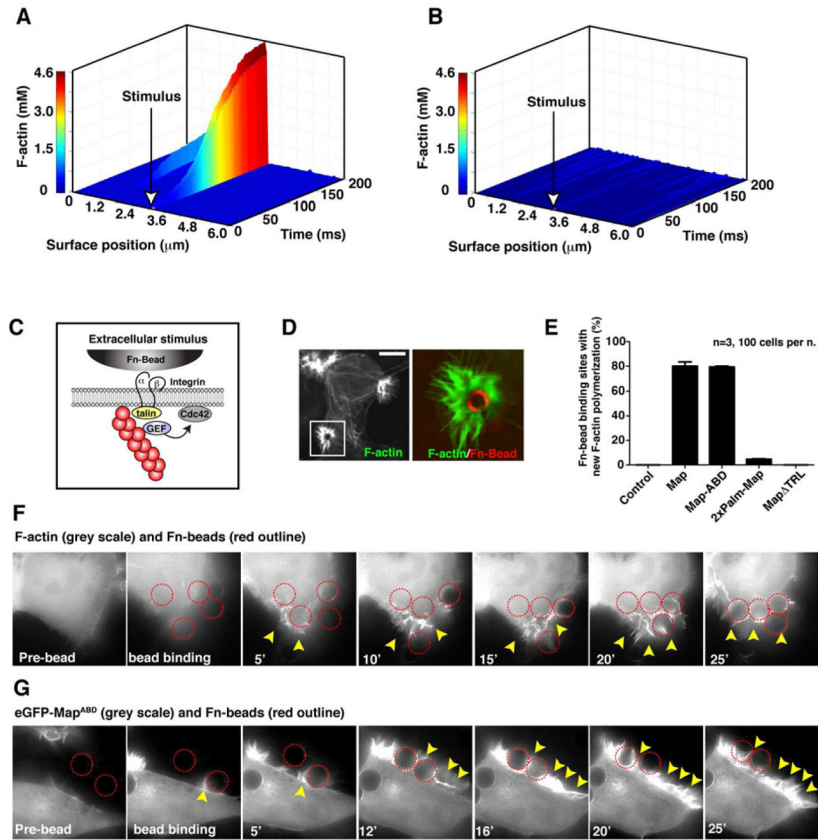 A
4.6
3.0
1.5
0
F-actin (mM)
Stimulus
0
1.2
2.4
3.6
4.8
6.0
Surface position (μm)
0
50
100
150
200
Time (ms)
B
4.6
3.0
1.5
0
F-actin (mM)
Stimulus
0
1.2
2.4
3.6
4.8
6.0
Surface position (μm)
0
50
100
150
200
Time (ms)
C
Extracellular stimulus
Fn-Bead
α
β
Integrin
talin
Cdc42
GEF
D
F-actin
F-actin/Fn-Bead
E
n=3, 100 cells per n.
Fn-bead binding sites with
new F-actin polymerization (%)
100
80
60
40
20
0
Control
Map
Map-ABD
2xPalm-Map
MapΔTRL
F
F-actin (grey scale) and Fn-beads (red outline)
Pre-bead
bead binding
5'
10'
15'
20'
25'
G
eGFP-Mapᴬᴮᴰ (grey scale) and Fn-beads (red outline)
Pre-bead
bead binding
5'
12'
16'
20'
25'